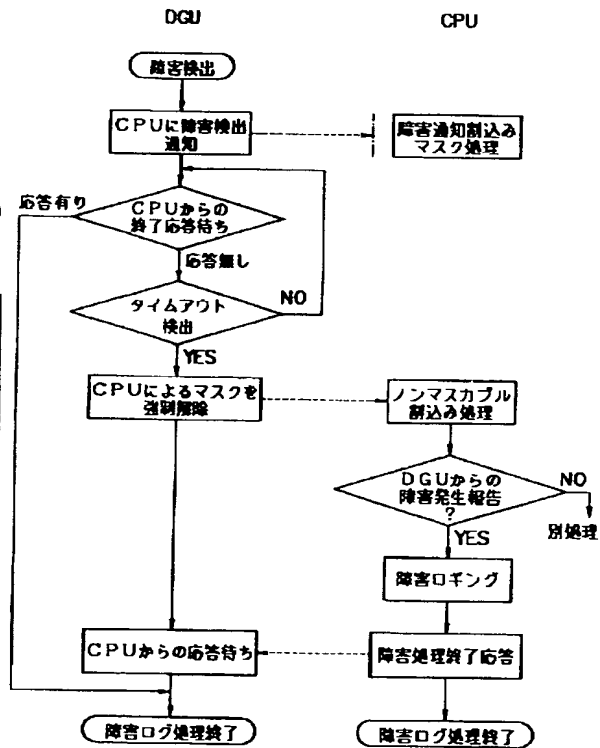 DGU
CPU
障害検出
CPUに障害検出
通知
障害通知割込み
マスク処理
応答有り
CPUからの
終了応答待ち
応答無し
タイムアウト
検出
NO
YES
CPUによるマスクを
強制解除
ノンマスカブル
割込み処理
DGUからの
障害発生報告
?
NO
別処理
YES
障害ロギング
CPUからの応答待ち
障害処理終了応答
障害ログ処理終了
障害ログ処理終了